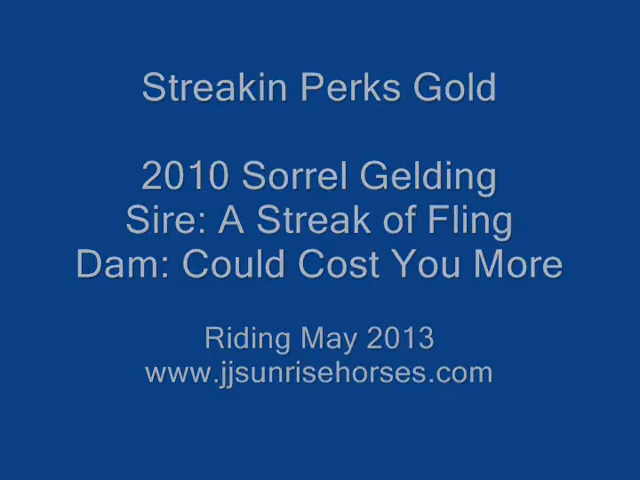 Streakin Perks Gold
2010 Sorrel Gelding
Sire: A Streak of Fling
Dam: Could Cost You More
Riding May 2013
www.jjsunrisehorses.com